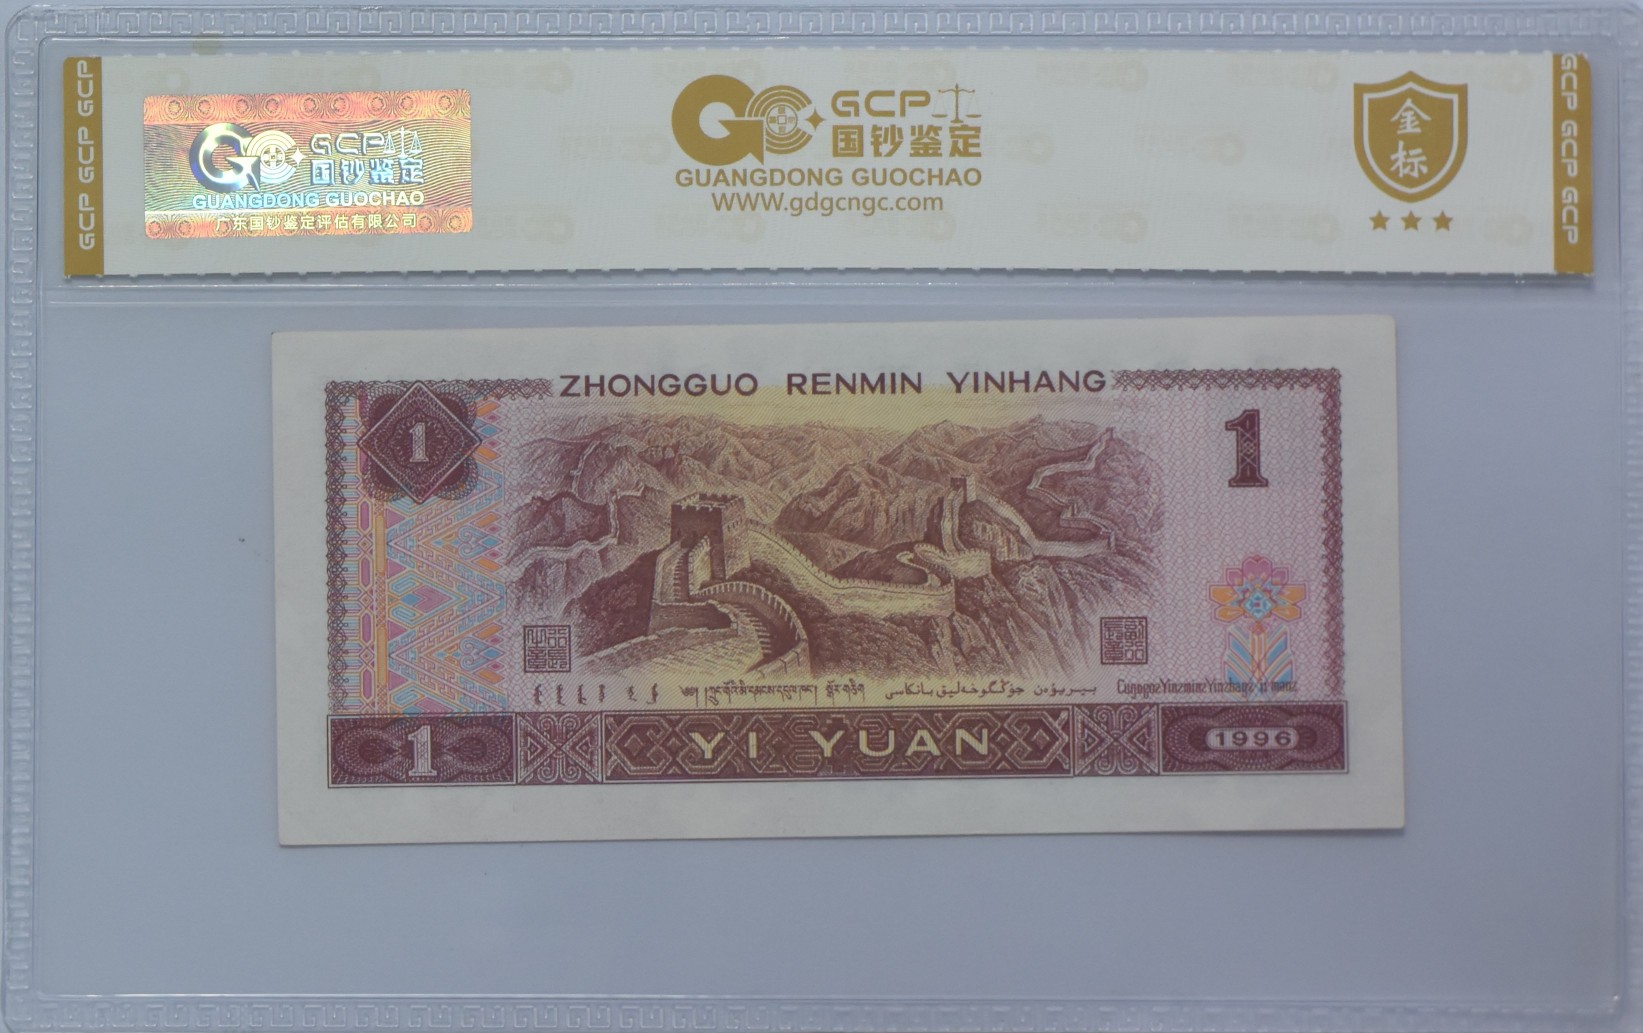 GCP GCP GCP
GCP
国钞鉴定
GUANGDONG GUOCHAO
广东国钞鉴定评估有限公司
GCP
国钞鉴定
GUANGDONG GUOCHAO
www.gdgcngc.com
金标
GCP GCP GCP
ZHONGGUO RENMIN YINHANG
1
1
1
YI YUAN
1996